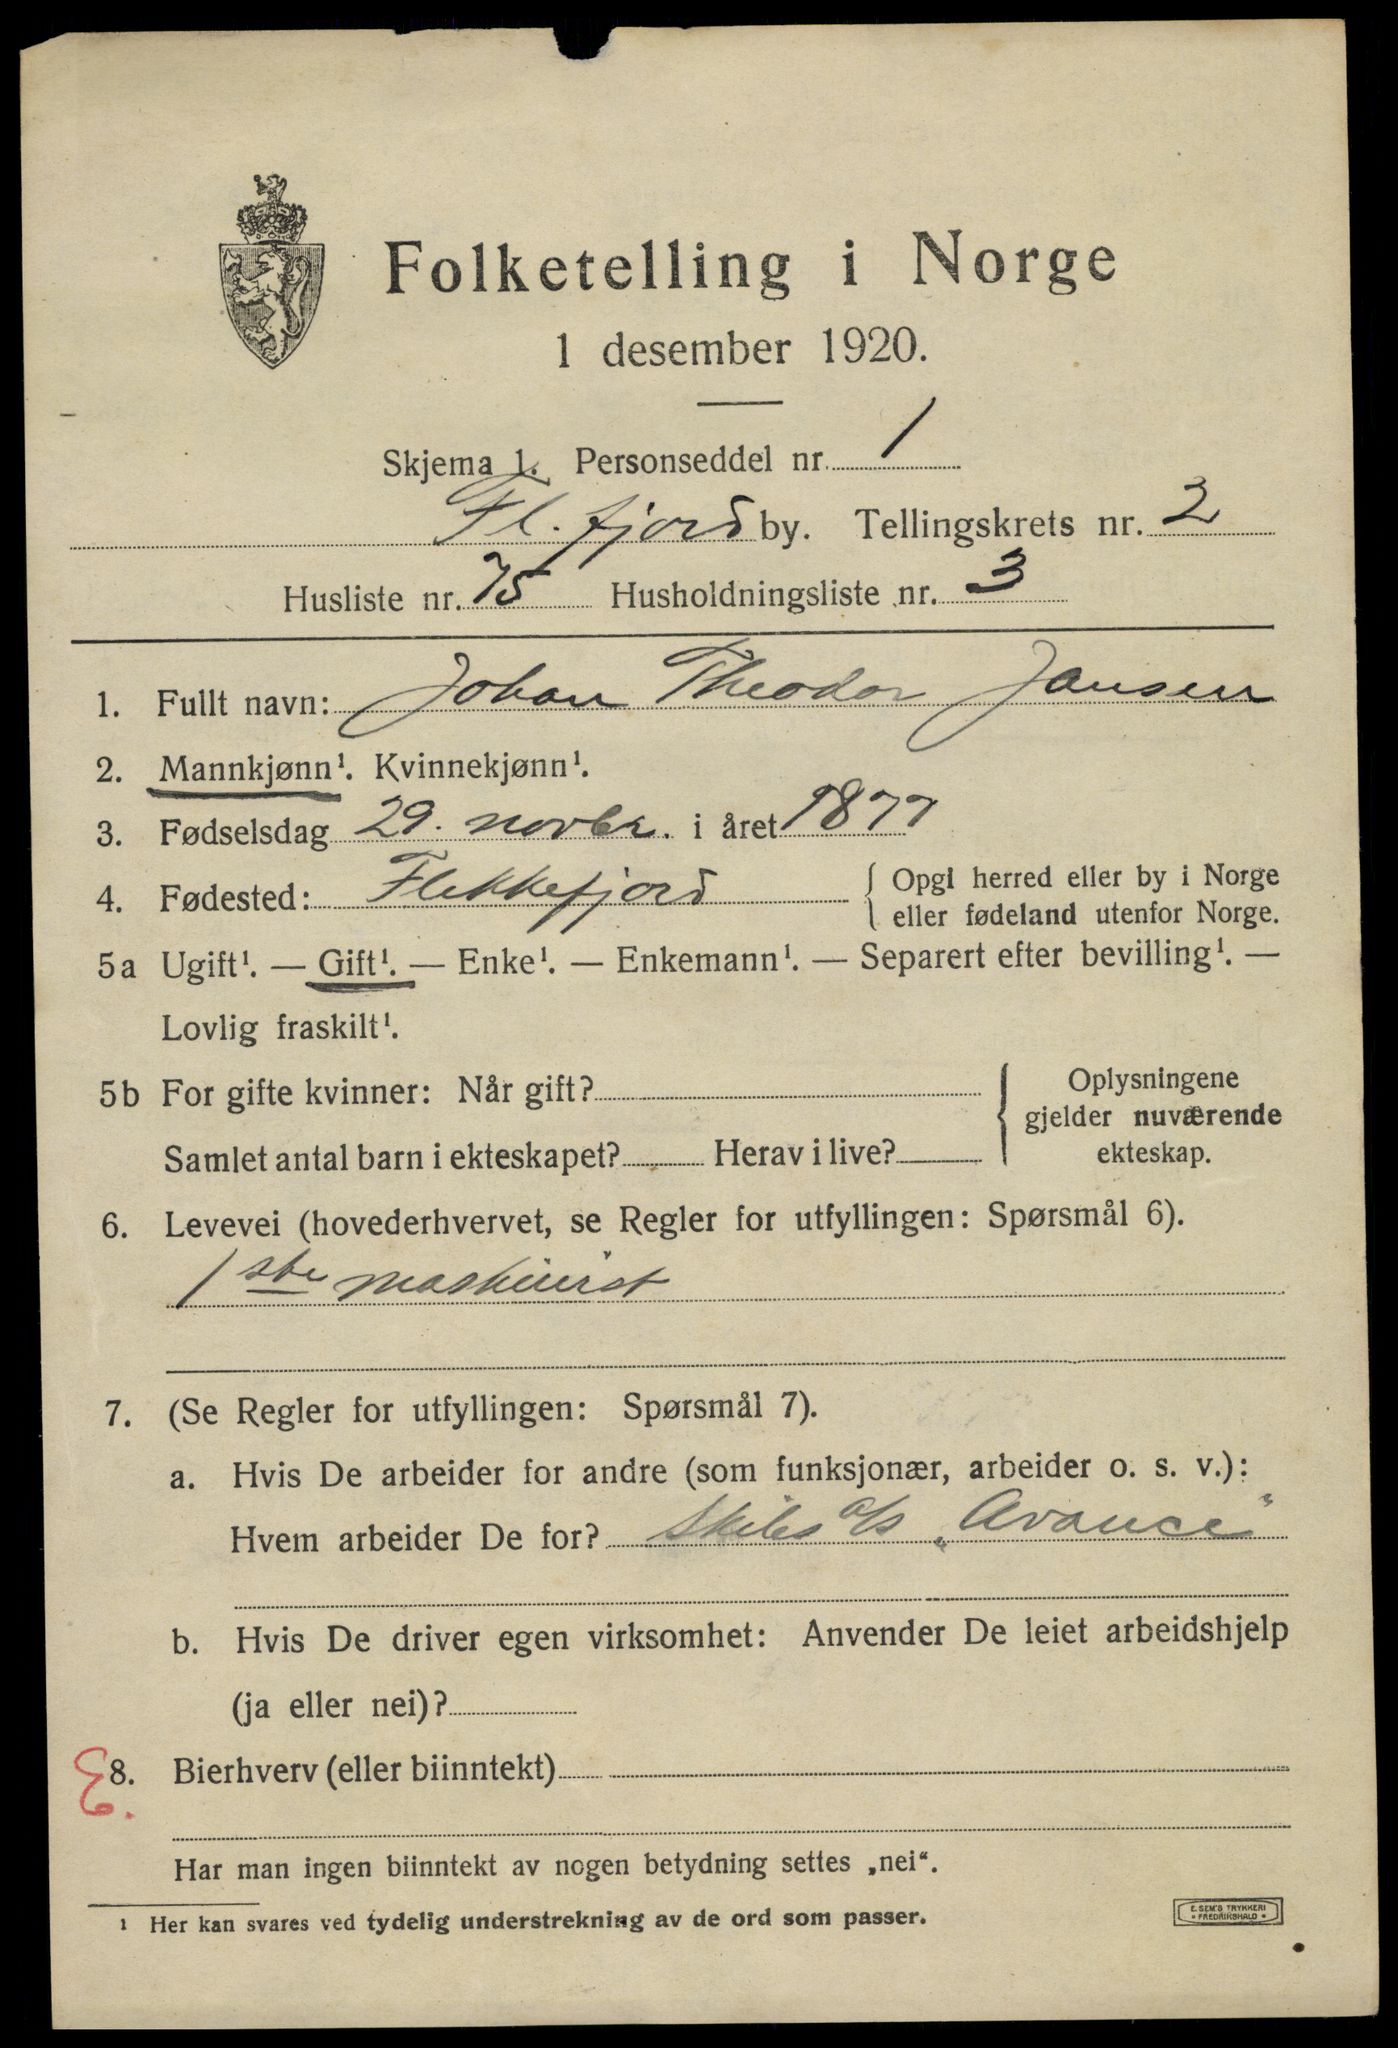 Folketelling i Norge
1 desember 1920.
Skjema 1. Personseddel nr. 1
Fl.fjord by. Tellingskrets nr. 2
Husliste nr. 75 Husholdningsliste nr. 3
1. Fullt navn: Johan Theodor Jansen
2. Mannkjønn¹. Kvinnekjønn¹.
3. Fødselsdag 29. novbr. i året 1877
4. Fødested: Flekkefjord { Opgi herred eller by i Norge
eller fødeland utenfor Norge.
5a Ugift¹. — Gift¹. — Enke¹. — Enkemann¹. — Separert efter bevilling¹. —
Lovlig fraskilt¹.
5b For gifte kvinner: Når gift? { Oplysningene
gjelder nuværende
Samlet antal barn i ekteskapet? Herav i live? ekteskap.
6. Levevei (hovederhvervet, se Regler for utfyllingen: Spørsmål 6).
1ste maskinist
7. (Se Regler for utfyllingen: Spørsmål 7).
a. Hvis De arbeider for andre (som funksjonær, arbeider o. s. v.):
Hvem arbeider De for? Skibs a/s „Avance"
b. Hvis De driver egen virksomhet: Anvender De leiet arbeidshjelp
(ja eller nei)?
8. Bierhverv (eller biinntekt)
Har man ingen biinntekt av nogen betydning settes „nei".
¹ Her kan svares ved tydelig understrekning av de ord som passer.
E. SEM'S TRYKKERI
• FREDRIKSHALD •